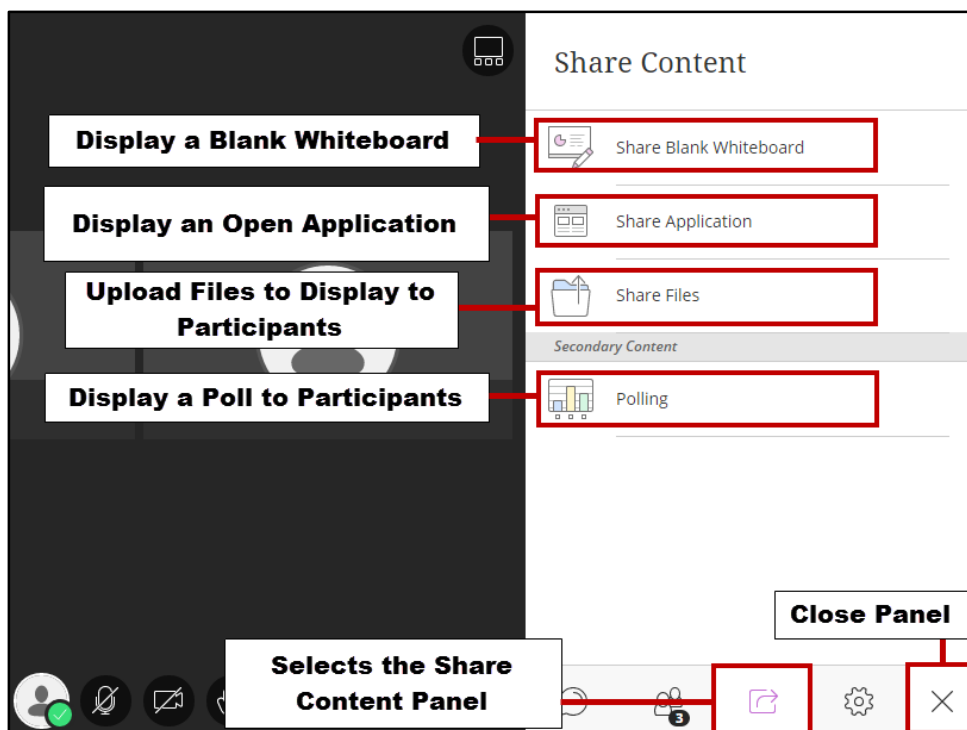 Share Content
Display a Blank Whiteboard
Share Blank Whiteboard
Display an Open Application
Share Application
Upload Files to Display to
Participants
Share Files
Secondary Content
Display a Poll to Participants
Polling
Close Panel
Selects the Share
Content Panel
3